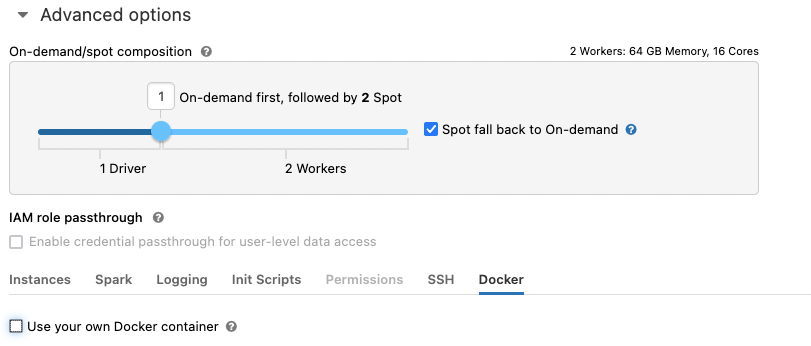 Advanced options
On-demand/spot composition ? 2 Workers: 64 GB Memory, 16 Cores
1 On-demand first, followed by 2 Spot
Spot fall back to On-demand ?
1 Driver 2 Workers
IAM role passthrough ?
Enable credential passthrough for user-level data access
Instances Spark Logging Init Scripts Permissions SSH Docker
Use your own Docker container ?